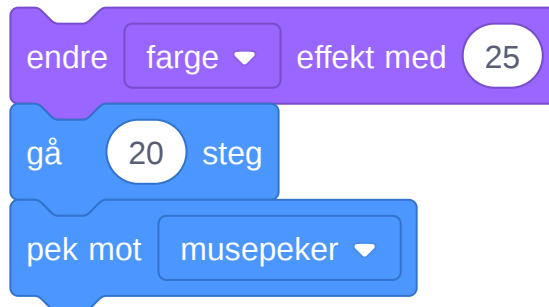 endre farge effekt med 25
gå 20 steg
pek mot musepeker